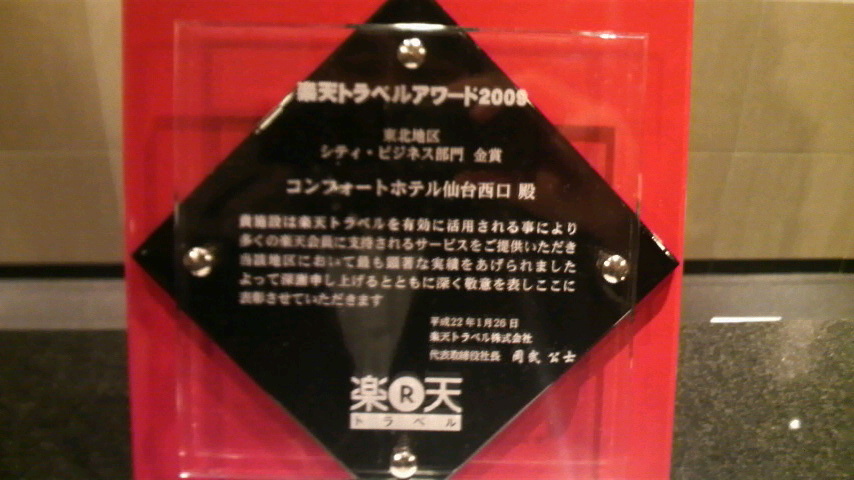 楽天トラベルアワード2009
東北地区
シティ・ビジネス部門 金賞
コンフォートホテル仙台西口 殿
貴施設は楽天トラベルを有効に活用される事により
多くの楽天会員に支持されるサービスをご提供いただき
当該地区において最も顕著な実績をあげられました
よって深謝申し上げるとともに深く敬意を表しここに
表彰させていただきます
平成22年1月26日
楽天トラベル株式会社
代表取締役社長 岡武 公士
楽R天
トラベル